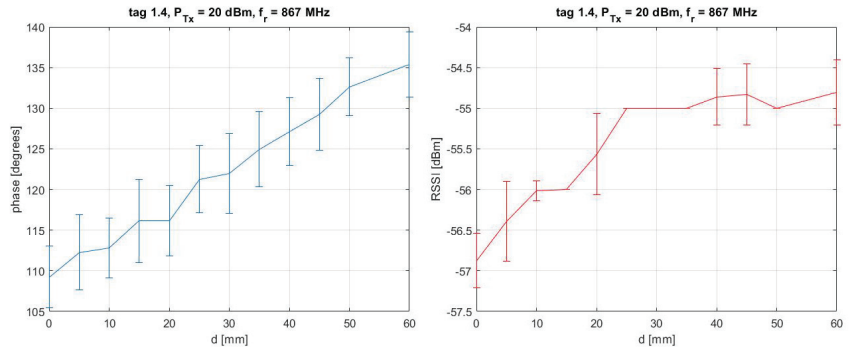 tag 1.4, P_Tx = 20 dBm, f_r = 867 MHz
140
135
130
125
120
115
110
105
phase [degrees]
0 10 20 30 40 50 60
d [mm]
tag 1.4, P_Tx = 20 dBm, f_r = 867 MHz
-54
-54.5
-55
-55.5
-56
-56.5
-57
-57.5
RSSI [dBm]
0 10 20 30 40 50 60
d [mm]